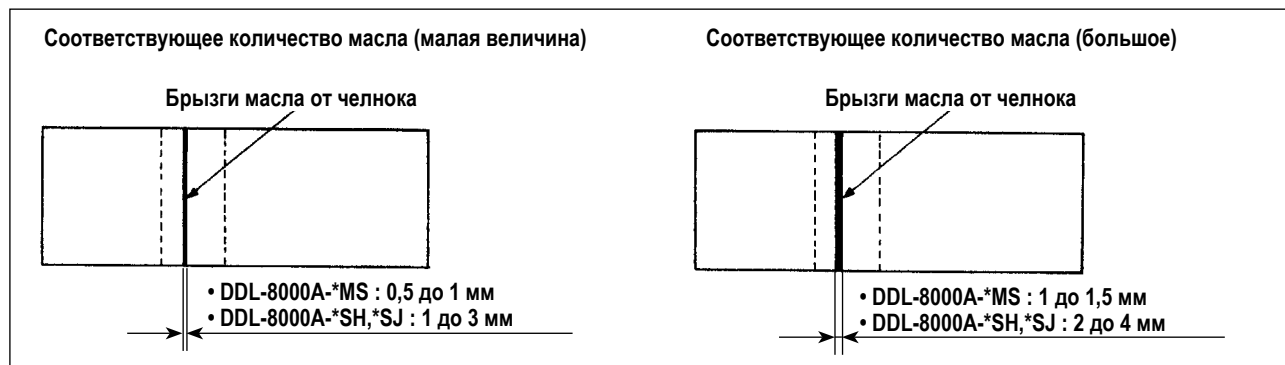 Соответствующее количество масла (малая величина)
Брызги масла от челнока
• DDL-8000A-*MS : 0,5 до 1 мм
• DDL-8000A-*SH,*SJ : 1 до 3 мм
Соответствующее количество масла (большое)
Брызги масла от челнока
• DDL-8000A-*MS : 1 до 1,5 мм
• DDL-8000A-*SH,*SJ : 2 до 4 мм